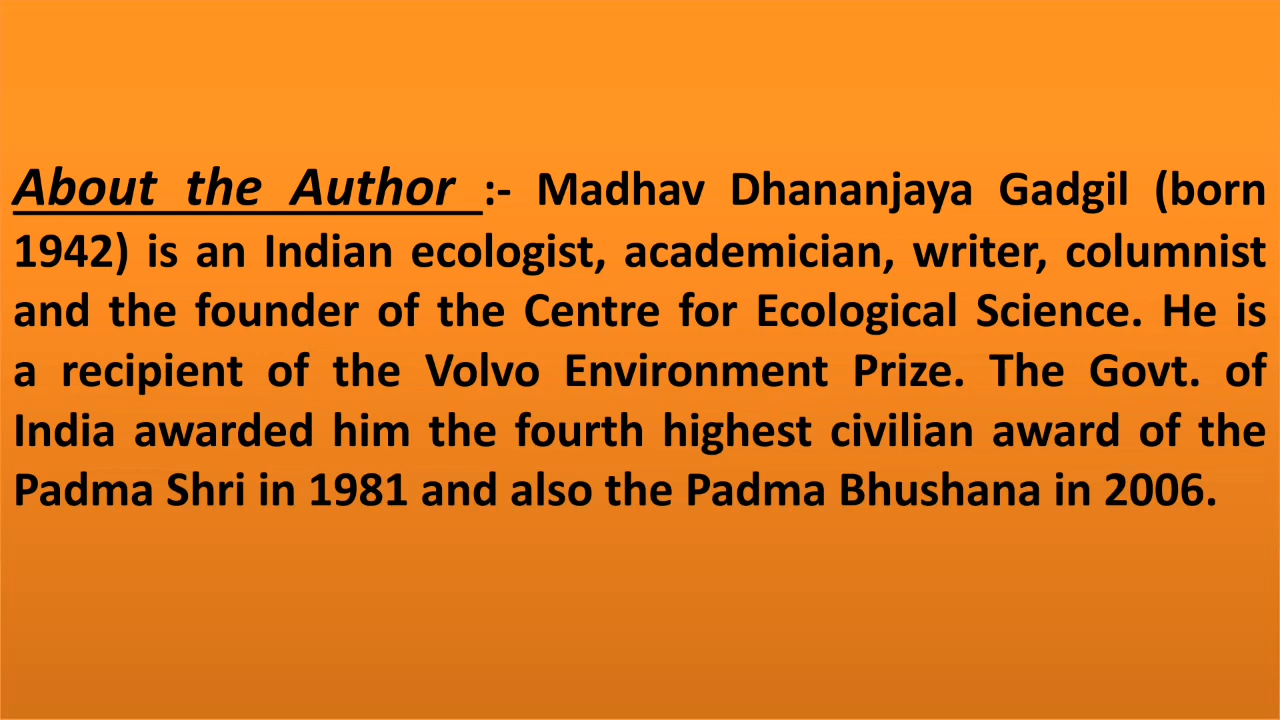 About the Author :- Madhav Dhananjaya Gadgil (born
1942) is an Indian ecologist, academician, writer, columnist
and the founder of the Centre for Ecological Science. He is
a recipient of the Volvo Environment Prize. The Govt. of
India awarded him the fourth highest civilian award of the
Padma Shri in 1981 and also the Padma Bhushana in 2006.